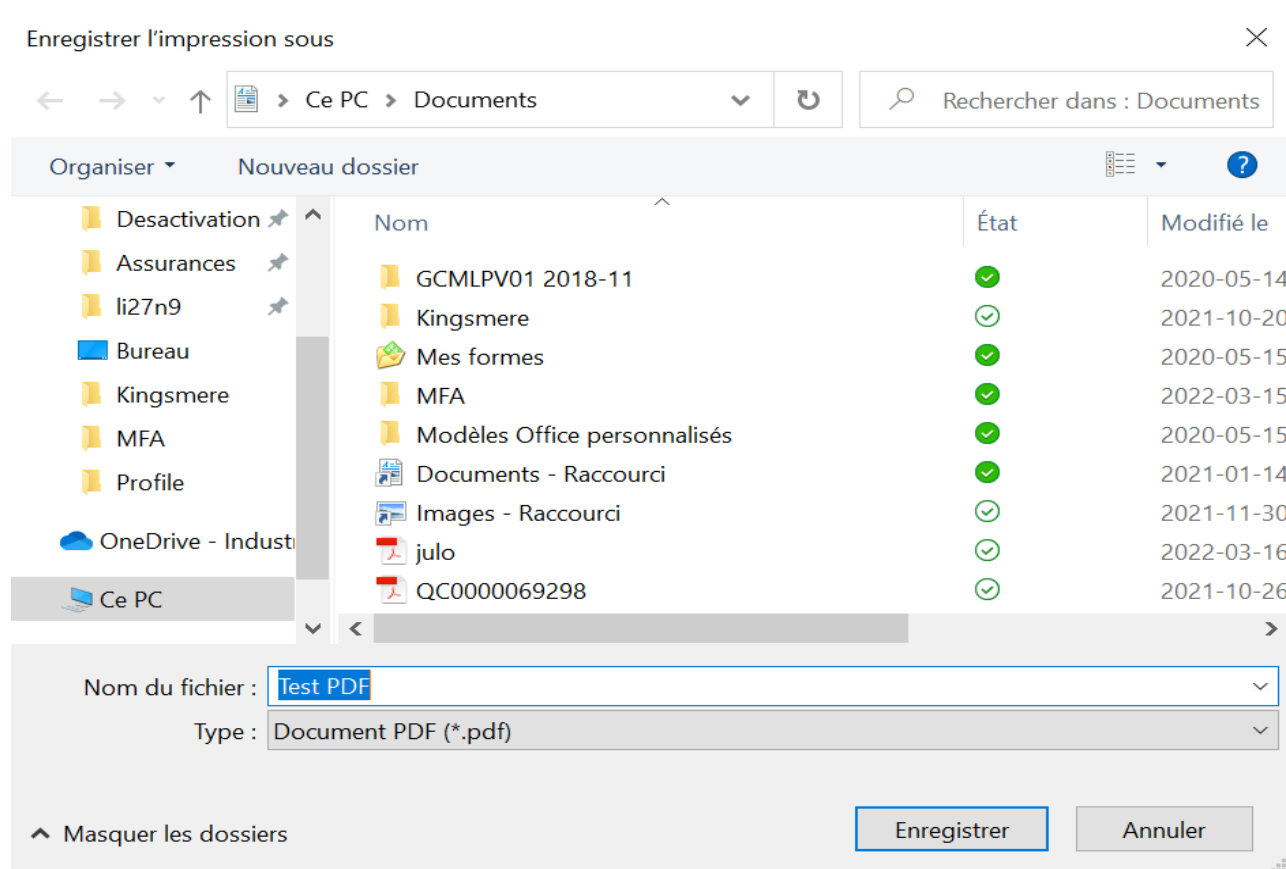 Enregistrer l'impression sous
Ce PC > Documents
Rechercher dans : Documents
Organiser
Nouveau dossier
Desactivation
Assurances
li27n9
Bureau
Kingsmere
MFA
Profile
OneDrive - Indust
Ce PC
Nom État Modifié le
GCMLPV01 2018-11 2020-05-14
Kingsmere 2021-10-20
Mes formes 2020-05-15
MFA 2022-03-15
Modèles Office personnalisés 2020-05-15
Documents - Raccourci 2021-01-14
Images - Raccourci 2021-11-30
julo 2022-03-16
QC0000069298 2021-10-26
Nom du fichier : Test PDF
Type : Document PDF (*.pdf)
Masquer les dossiers
Enregistrer
Annuler